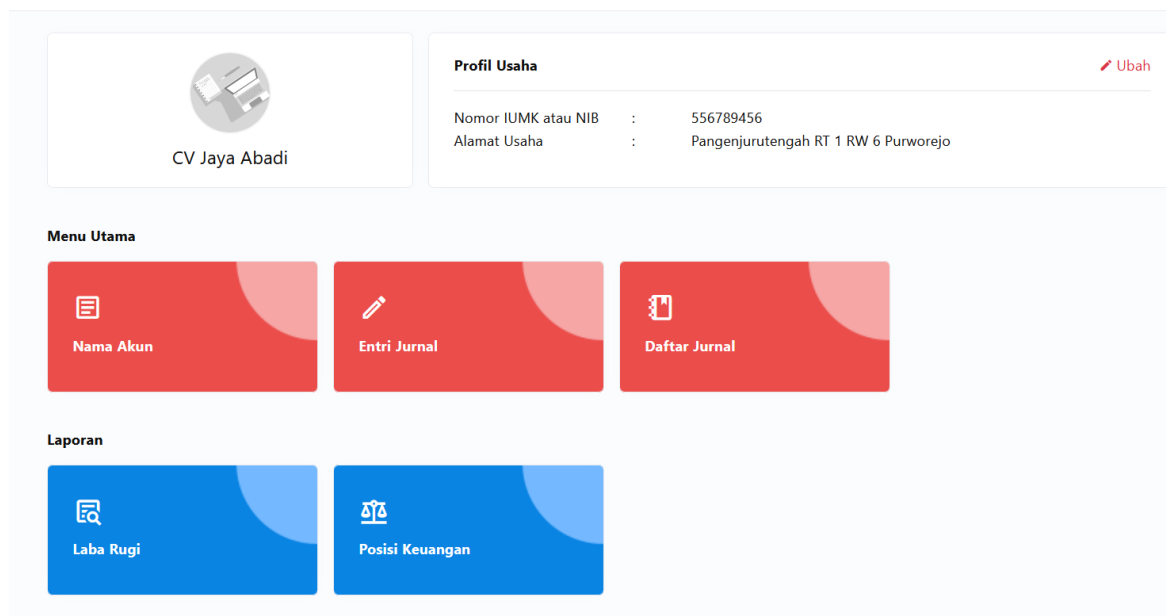 CV Jaya Abadi
Profil Usaha
Ubah
Nomor IUMK atau NIB : 556789456
Alamat Usaha : Pangenjurutengah RT 1 RW 6 Purworejo
Menu Utama
Nama Akun
Entri Jurnal
Daftar Jurnal
Laporan
Laba Rugi
Posisi Keuangan